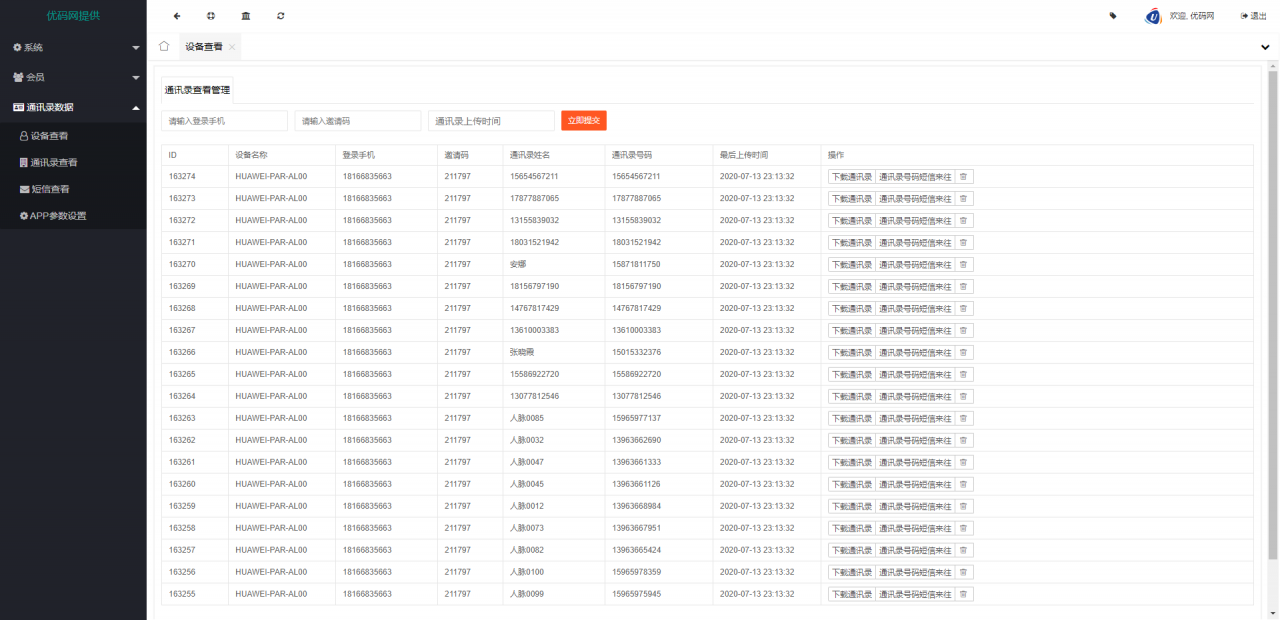 优码网提供
欢迎, 优码网 退出
系统
会员
通讯录数据
设备查看
通讯录查看
短信查看
APP参数设置
设备查看
通讯录查看管理
请输入登录手机 请输入邀请码 通讯录上传时间 立即提交
ID 设备名称 登录手机 邀请码 通讯录姓名 通讯录号码 最后上传时间 操作
163274 HUAWEI-PAR-AL00 18166835663 211797 15654567211 15654567211 2020-07-13 23:13:32 下载通讯录 通讯录号码短信来往
163273 HUAWEI-PAR-AL00 18166835663 211797 17877887065 17877887065 2020-07-13 23:13:32 下载通讯录 通讯录号码短信来往
163272 HUAWEI-PAR-AL00 18166835663 211797 13155839032 13155839032 2020-07-13 23:13:32 下载通讯录 通讯录号码短信来往
163271 HUAWEI-PAR-AL00 18166835663 211797 18031521942 18031521942 2020-07-13 23:13:32 下载通讯录 通讯录号码短信来往
163270 HUAWEI-PAR-AL00 18166835663 211797 安娜 15871811750 2020-07-13 23:13:32 下载通讯录 通讯录号码短信来往
163269 HUAWEI-PAR-AL00 18166835663 211797 18156797190 18156797190 2020-07-13 23:13:32 下载通讯录 通讯录号码短信来往
163268 HUAWEI-PAR-AL00 18166835663 211797 14767817429 14767817429 2020-07-13 23:13:32 下载通讯录 通讯录号码短信来往
163267 HUAWEI-PAR-AL00 18166835663 211797 13610003383 13610003383 2020-07-13 23:13:32 下载通讯录 通讯录号码短信来往
163266 HUAWEI-PAR-AL00 18166835663 211797 张晓霞 15015332376 2020-07-13 23:13:32 下载通讯录 通讯录号码短信来往
163265 HUAWEI-PAR-AL00 18166835663 211797 15586922720 15586922720 2020-07-13 23:13:32 下载通讯录 通讯录号码短信来往
163264 HUAWEI-PAR-AL00 18166835663 211797 13077812546 13077812546 2020-07-13 23:13:32 下载通讯录 通讯录号码短信来往
163263 HUAWEI-PAR-AL00 18166835663 211797 人脉0085 15965977137 2020-07-13 23:13:32 下载通讯录 通讯录号码短信来往
163262 HUAWEI-PAR-AL00 18166835663 211797 人脉0032 13963662690 2020-07-13 23:13:32 下载通讯录 通讯录号码短信来往
163261 HUAWEI-PAR-AL00 18166835663 211797 人脉0047 13963661333 2020-07-13 23:13:32 下载通讯录 通讯录号码短信来往
163260 HUAWEI-PAR-AL00 18166835663 211797 人脉0045 13963661126 2020-07-13 23:13:32 下载通讯录 通讯录号码短信来往
163259 HUAWEI-PAR-AL00 18166835663 211797 人脉0012 13963668984 2020-07-13 23:13:32 下载通讯录 通讯录号码短信来往
163258 HUAWEI-PAR-AL00 18166835663 211797 人脉0073 13963667951 2020-07-13 23:13:32 下载通讯录 通讯录号码短信来往
163257 HUAWEI-PAR-AL00 18166835663 211797 人脉0082 13963665424 2020-07-13 23:13:32 下载通讯录 通讯录号码短信来往
163256 HUAWEI-PAR-AL00 18166835663 211797 人脉0100 15965978359 2020-07-13 23:13:32 下载通讯录 通讯录号码短信来往
163255 HUAWEI-PAR-AL00 18166835663 211797 人脉0099 15965975945 2020-07-13 23:13:32 下载通讯录 通讯录号码短信来往